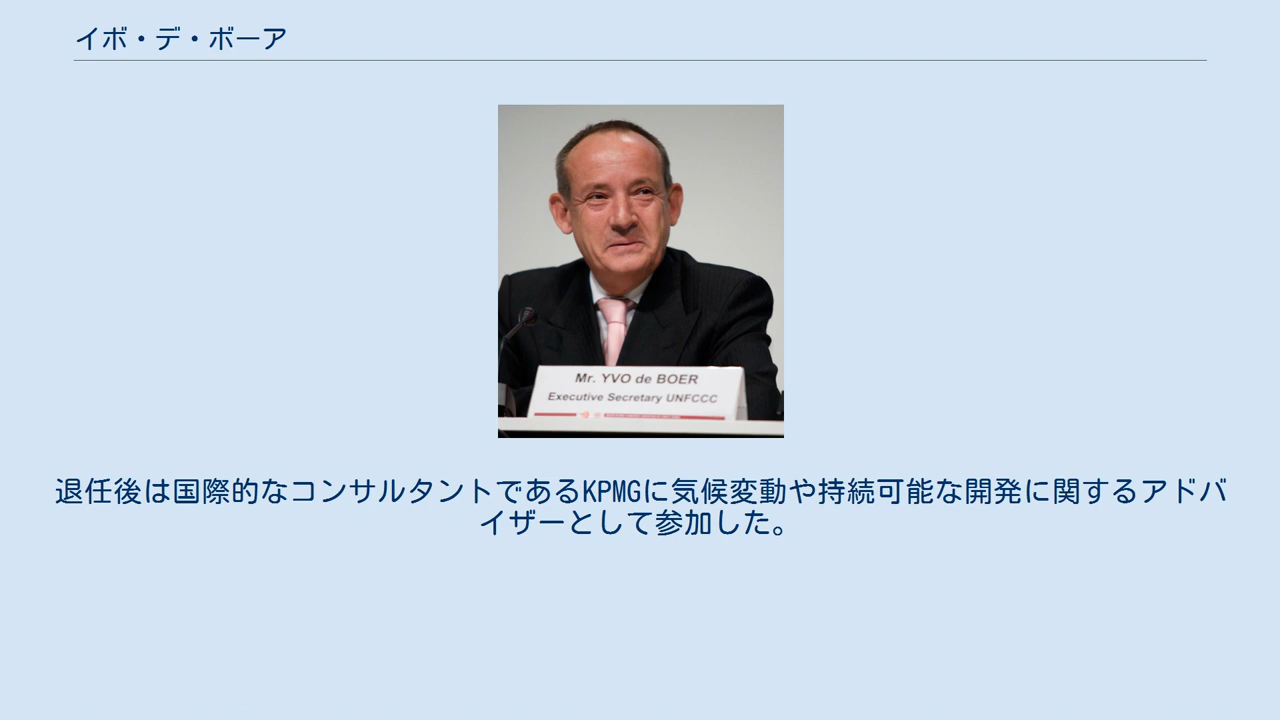 イボ・デ・ボーア
Mr. YVO de BOER
Executive Secretary UNFCCC
退任後は国際的なコンサルタントであるKPMGに気候変動や持続可能な開発に関するアドバ
イザーとして参加した。